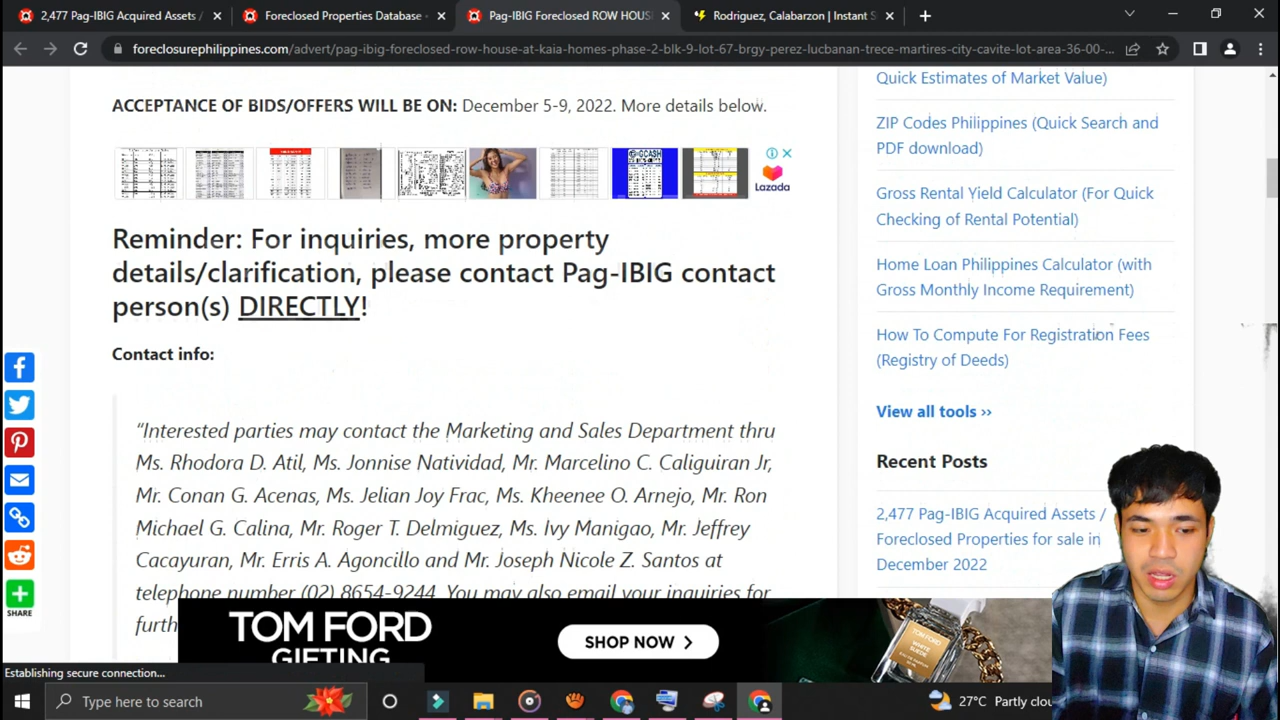 2,477 Pag-IBIG Acquired Assets /
Foreclosed Properties Database -
Pag-IBIG Foreclosed ROW HOUS
Rodriguez, Calabarzon | Instant S
foreclosurephilippines.com/advert/pag-ibig-foreclosed-row-house-at-kaia-homes-phase-2-blk-9-lot-67-brgy-perez-lucbanan-trece-martires-city-cavite-lot-area-36-00-...
ACCEPTANCE OF BIDS/OFFERS WILL BE ON: December 5-9, 2022. More details below.
Lazada
Reminder: For inquiries, more property
details/clarification, please contact Pag-IBIG contact
person(s) DIRECTLY!
Contact info:
“Interested parties may contact the Marketing and Sales Department thru
Ms. Rhodora D. Atil, Ms. Jonnise Natividad, Mr. Marcelino C. Caliguiran Jr,
Mr. Conan G. Acenas, Ms. Jelian Joy Frac, Ms. Kheenee O. Arnejo, Mr. Ron
Michael G. Calina, Mr. Roger T. Delmiguez, Ms. Ivy Manigao, Mr. Jeffrey
Cacayuran, Mr. Erris A. Agoncillo and Mr. Joseph Nicole Z. Santos at
telephone number (02) 8654-9244. You may also email your inquiries for
furth
Quick Estimates of Market Value)
ZIP Codes Philippines (Quick Search and
PDF download)
Gross Rental Yield Calculator (For Quick
Checking of Rental Potential)
Home Loan Philippines Calculator (with
Gross Monthly Income Requirement)
How To Compute For Registration Fees
(Registry of Deeds)
View all tools >>
Recent Posts
2,477 Pag-IBIG Acquired Assets /
Foreclosed Properties for sale in
December 2022
SHARE
TOM FORD
GIFTING
SHOP NOW >
TOM FORD
WHITE
SUEDE
Establishing secure connection...
Type here to search
27°C Partly clou